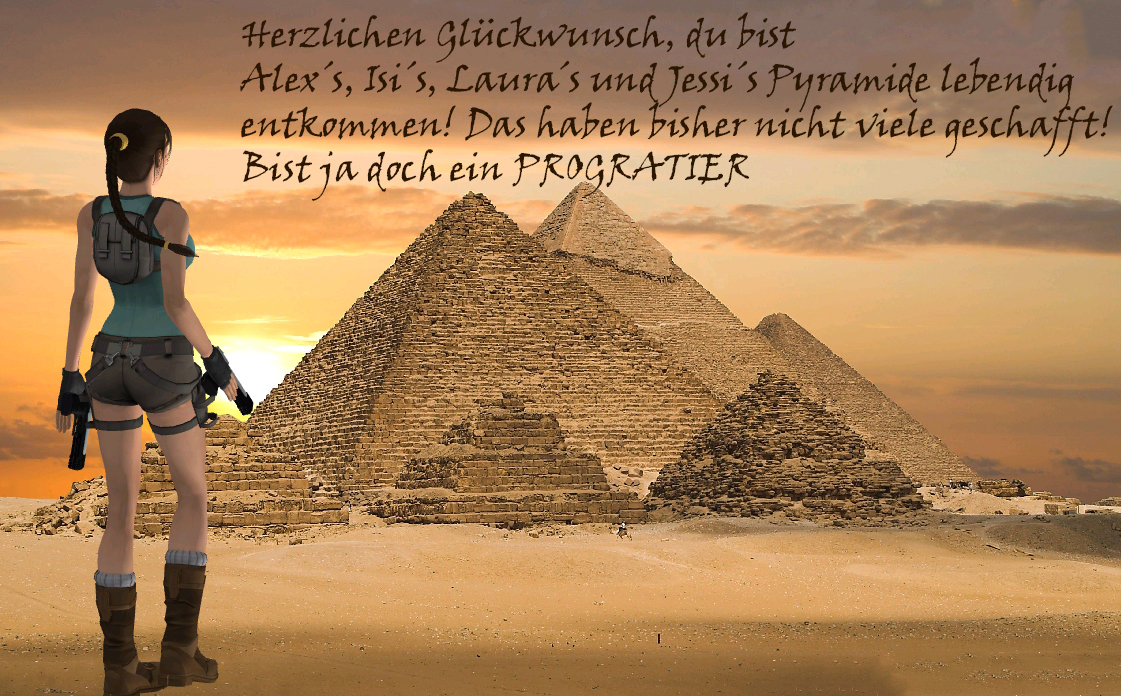 Herzlichen Glückwunsch, du bist
Alex´s, Isi´s, Laura´s und Jessi´s Pyramide lebendig
entkommen! Das haben bisher nicht viele geschafft!
Bist ja doch ein PROGRATIER